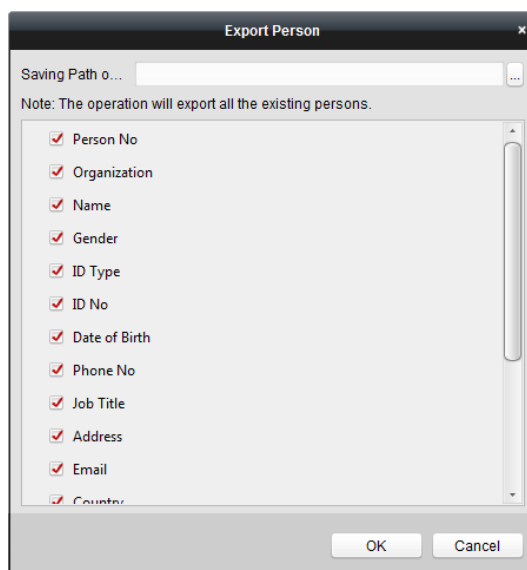 Export Person
Saving Path o...
...
Note: The operation will export all the existing persons.
Person No
Organization
Name
Gender
ID Type
ID No
Date of Birth
Phone No
Job Title
Address
Email
Country
OK Cancel